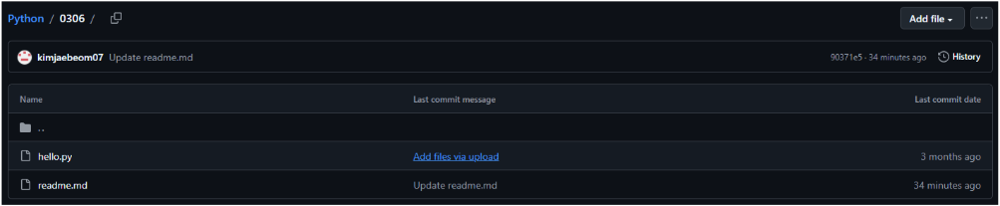 Python / 0306 /
Add file
kimjaebeom07 Update readme.md 90371e5 · 34 minutes ago History
Name Last commit message Last commit date
..
hello.py Add files via upload 3 months ago
readme.md Update readme.md 34 minutes ago